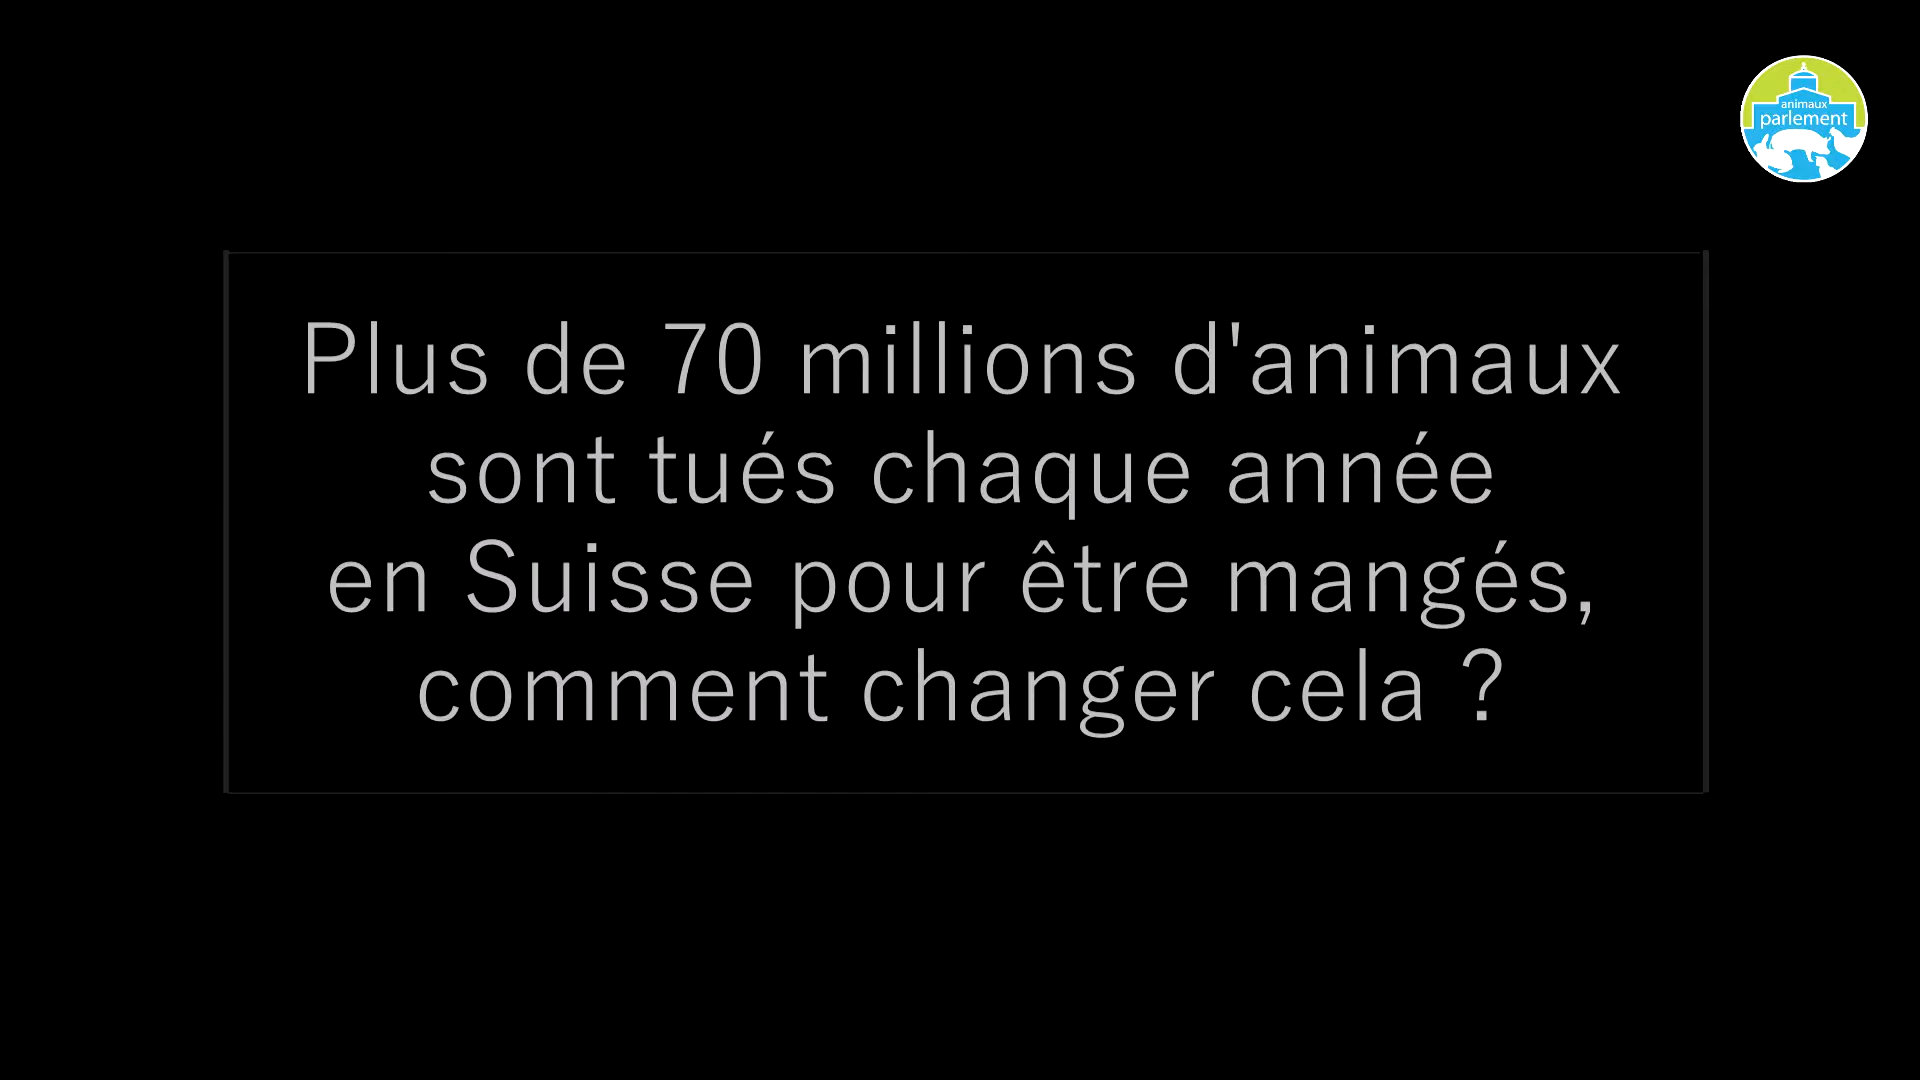 animaux
parlement
Plus de 70 millions d'animaux
sont tués chaque année
en Suisse pour être mangés,
comment changer cela ?